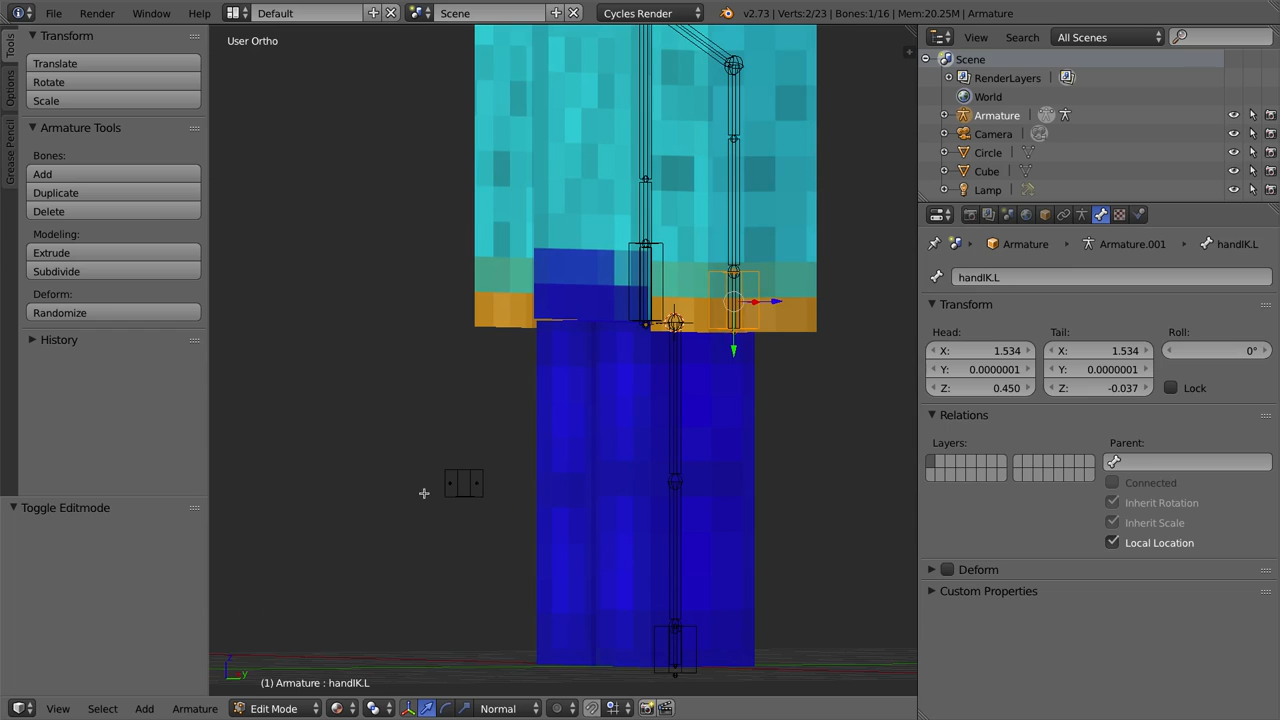 File Render Window Help Default Scene Cycles Render v2.73 | Verts:2/23 | Bones:1/16 | Mem:20.25M | Armature
Tools
Options
Grease Pencil
Transform
Translate
Rotate
Scale
Armature Tools
Bones:
Add
Duplicate
Delete
Modeling:
Extrude
Subdivide
Deform:
Randomize
History
Toggle Editmode
User Ortho
z
y
(1) Armature : handIK.L
View Select Add Armature Edit Mode Normal
View Search All Scenes
Scene
RenderLayers
World
Armature
Camera
Circle
Cube
Lamp
Armature Armature.001 handIK.L
handIK.L
Transform
Head: Tail: Roll:
X: 1.534 X: 1.534 0°
Y: 0.0000001 Y: 0.0000001
Z: 0.450 Z: -0.037 Lock
Relations
Layers: Parent:
Connected
Inherit Rotation
Inherit Scale
Local Location
Deform
Custom Properties